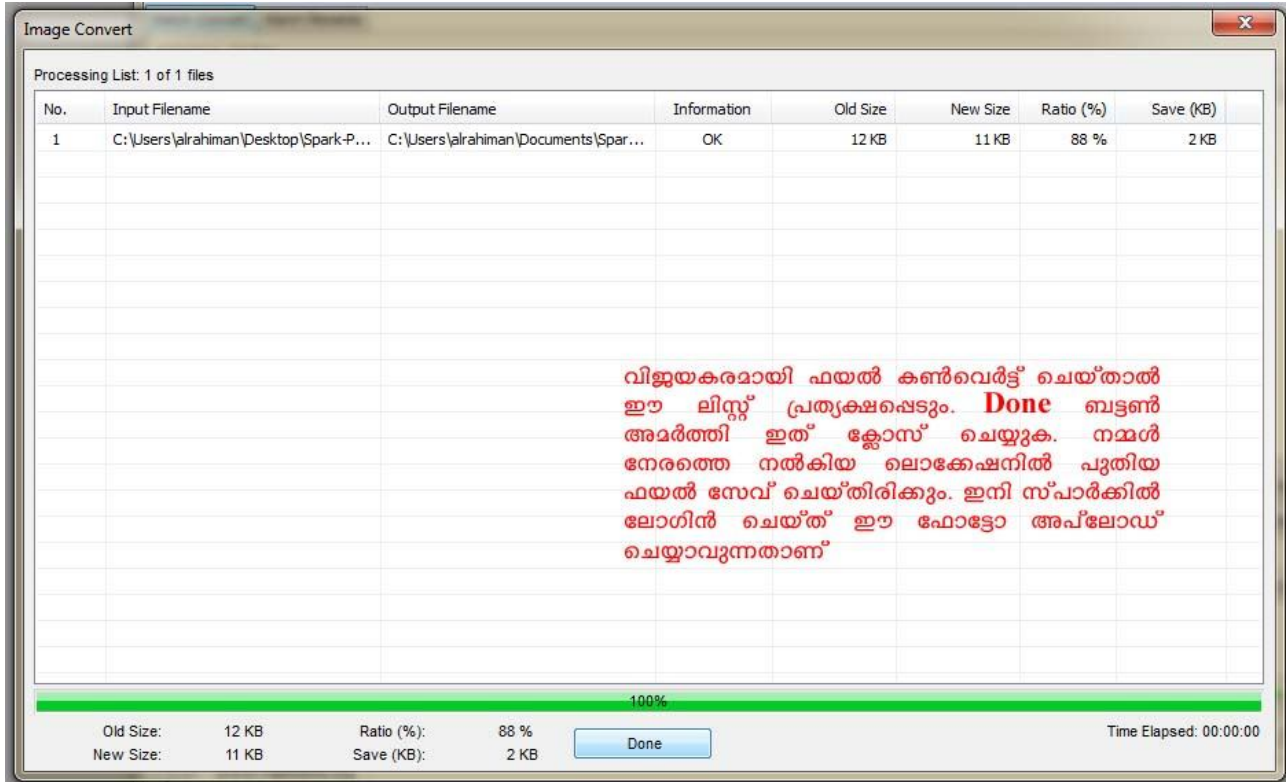 Image Convert
Processing List: 1 of 1 files
No. Input Filename Output Filename Information Old Size New Size Ratio (%) Save (KB)
1 C:\Users\alrahiman\Desktop\Spark-P... C:\Users\alrahiman\Documents\Spar... OK 12 KB 11 KB 88 % 2 KB
വിജയകരമായി ഫയൽ കൺവെർട്ട് ചെയ്താൽ
ഈ ലിസ്റ്റ് പ്രത്യക്ഷപ്പെടും. Done ബട്ടൺ
അമർത്തി ഇത് ക്ലോസ് ചെയ്യുക. നമ്മൾ
നേരത്തെ നൽകിയ ലൊക്കേഷനിൽ പുതിയ
ഫയൽ സേവ് ചെയ്തിരിക്കും. ഇനി സ്പാർക്കിൽ
ലോഗിൻ ചെയ്ത് ഈ ഫോട്ടോ അപ്ലോഡ്
ചെയ്യാവുന്നതാണ്
100%
Old Size: 12 KB Ratio (%): 88 % Done Time Elapsed: 00:00:00
New Size: 11 KB Save (KB): 2 KB